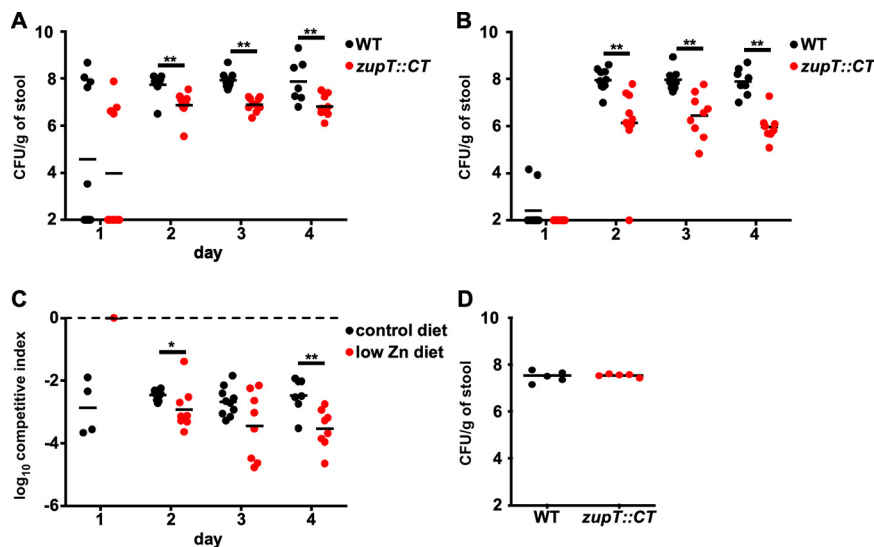 A
CFU/g of stool
10
8
6
4
2
** ** **
WT
zupT::CT
1 2 3 4
day
B
CFU/g of stool
10
8
6
4
2
** ** **
WT
zupT::CT
1 2 3 4
day
C
log10 competitive index
0
-2
-4
-6
* **
control diet
low Zn diet
1 2 3 4
day
D
CFU/g of stool
10
8
6
4
2
WT zupT::CT